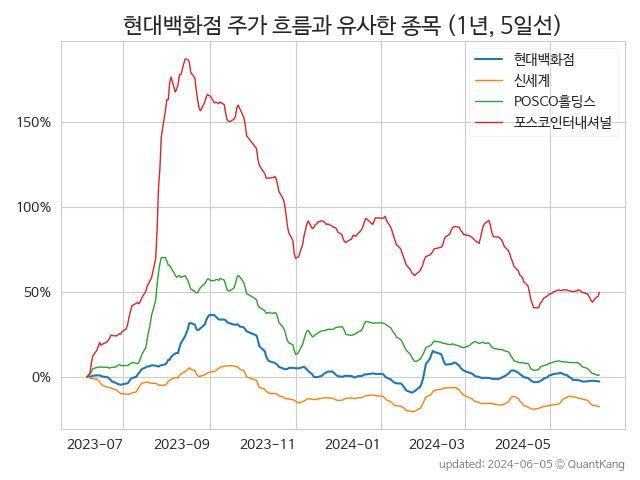 현대백화점 주가 흐름과 유사한 종목 (1년, 5일선)
현대백화점
신세계
POSCO홀딩스
포스코인터내셔널
150%
100%
50%
0%
2023-07 2023-09 2023-11 2024-01 2024-03 2024-05
updated: 2024-06-05 © QuantKang